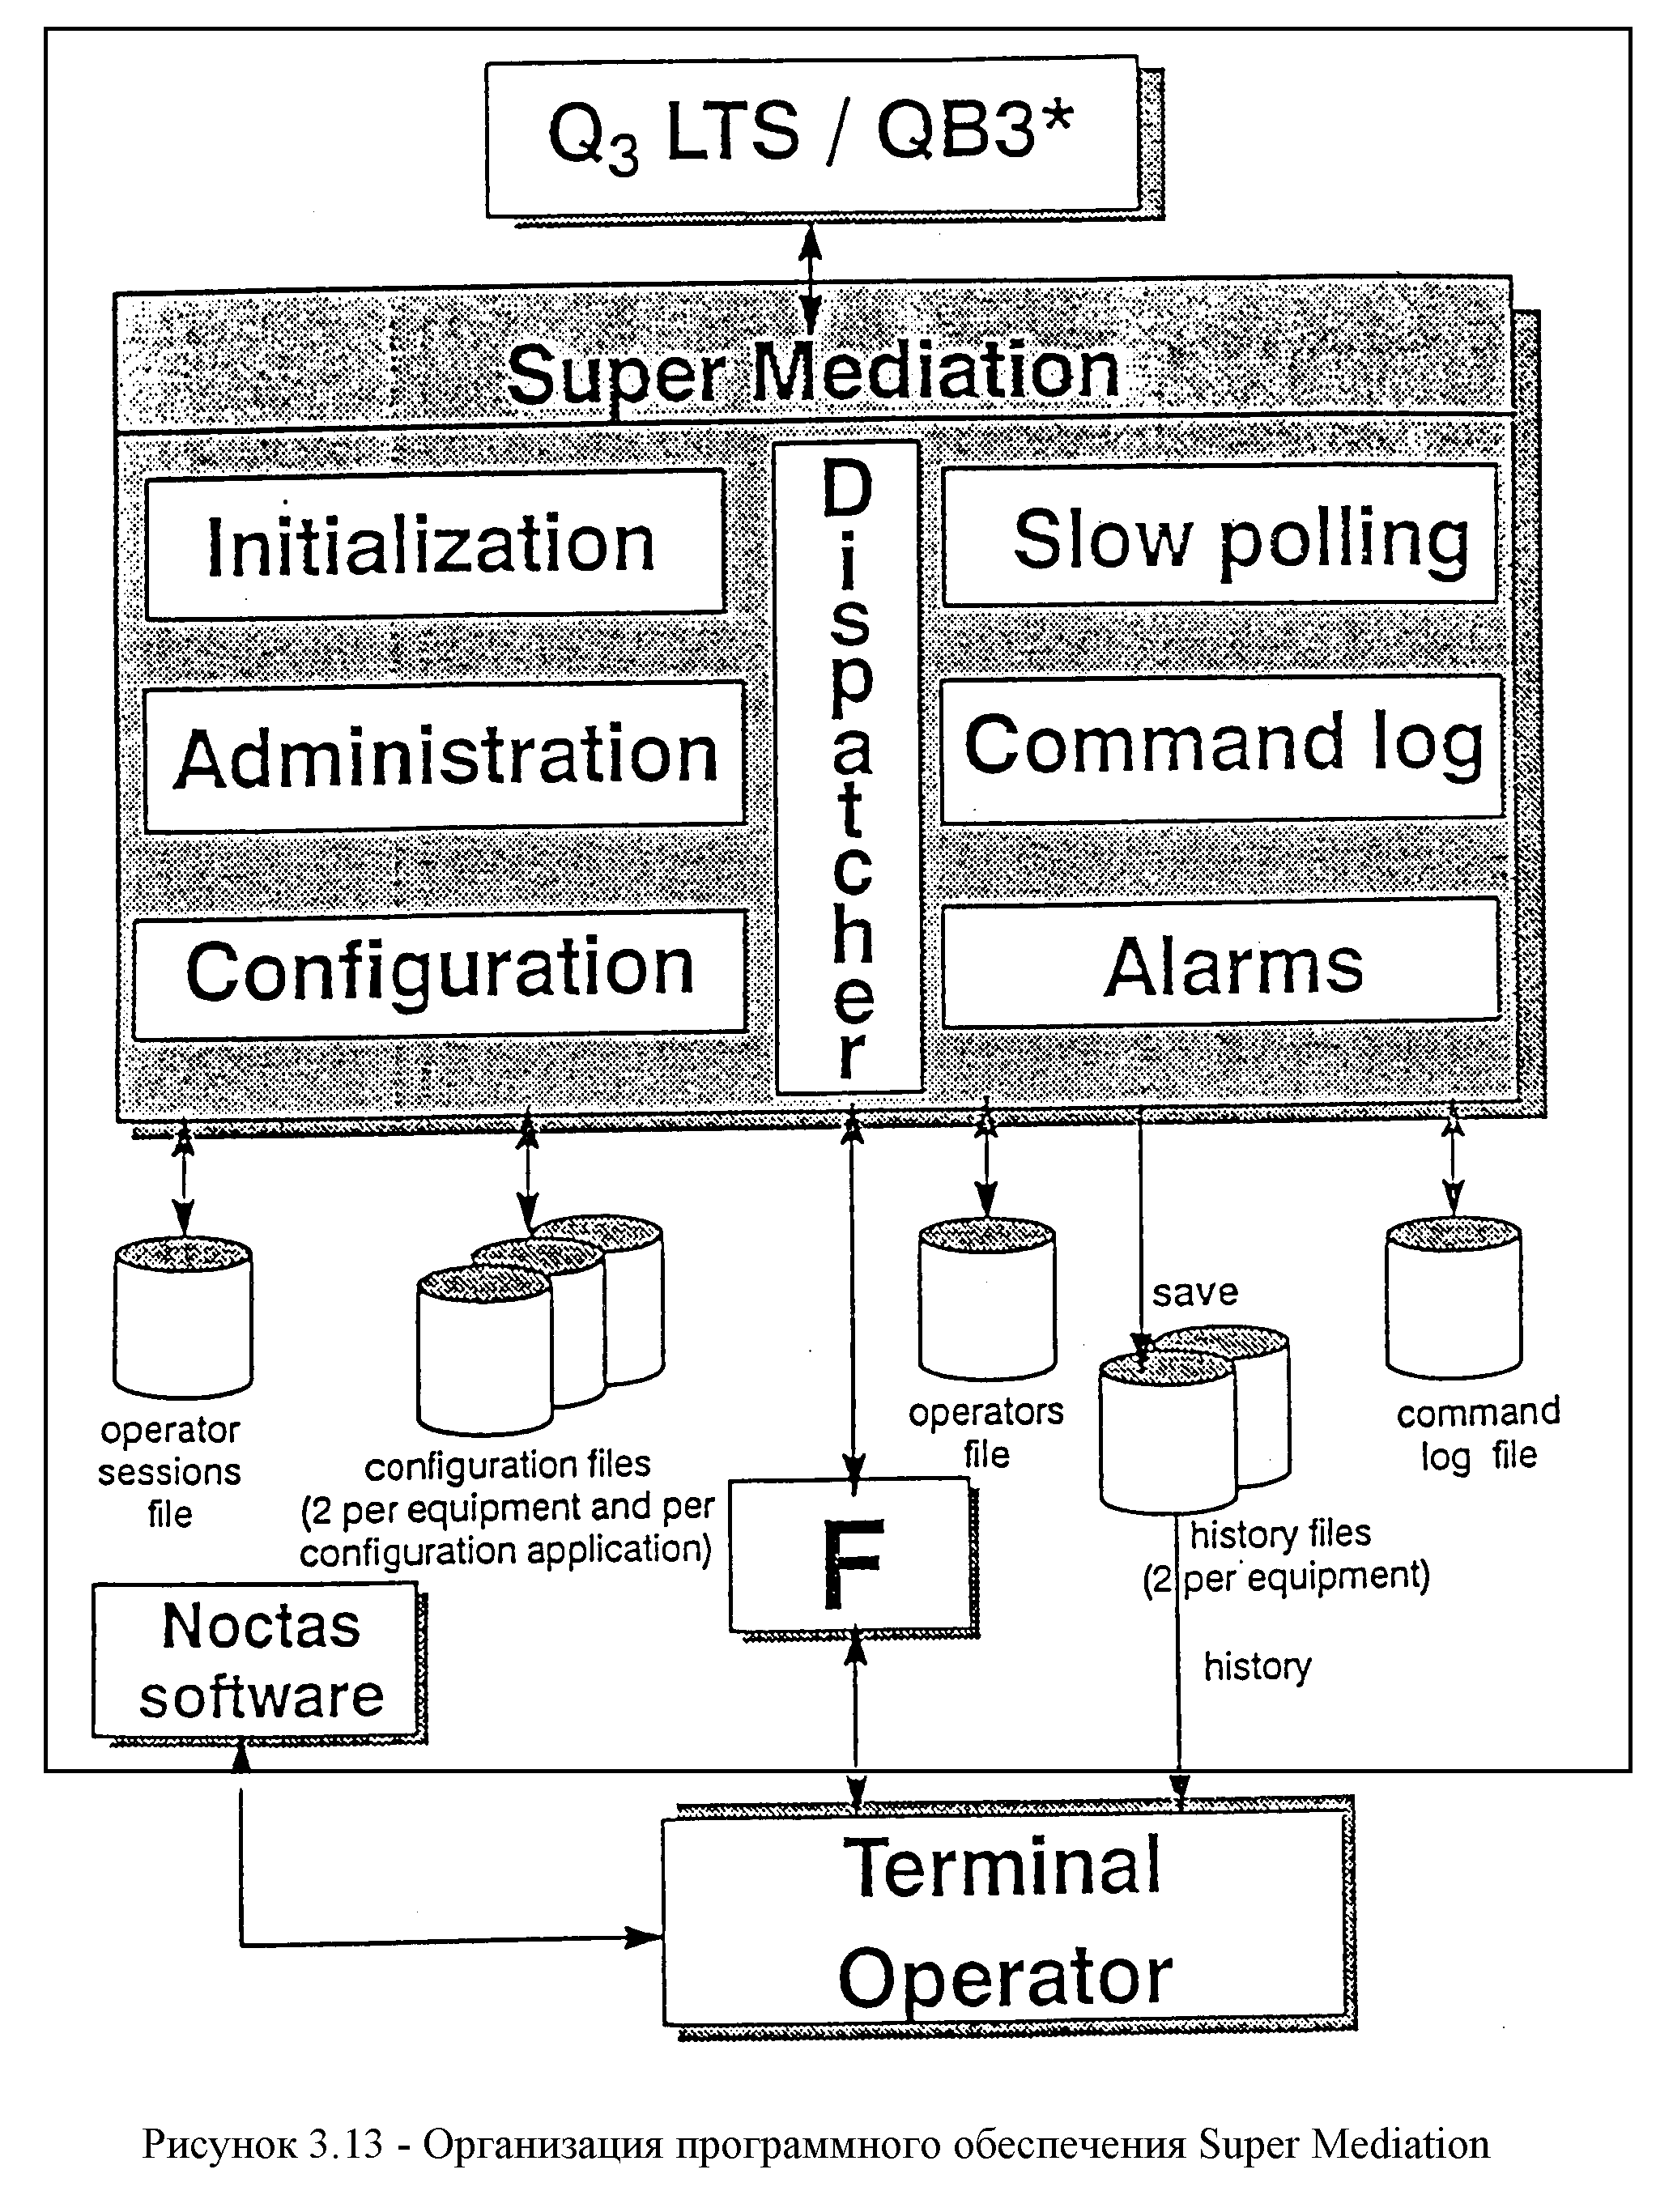 Q3 LTS / QB3*
Super Mediation
Initialization
Administration
Configuration
Dispatcher
Slow polling
Command log
Alarms
operator
sessions
file
configuration files
(2 per equipment and per
configuration application)
operators
file
save
history files
(2 per equipment)
history
command
log file
F
Noctas
software
Terminal
Operator
Рисунок 3.13 - Организация программного обеспечения Super Mediation